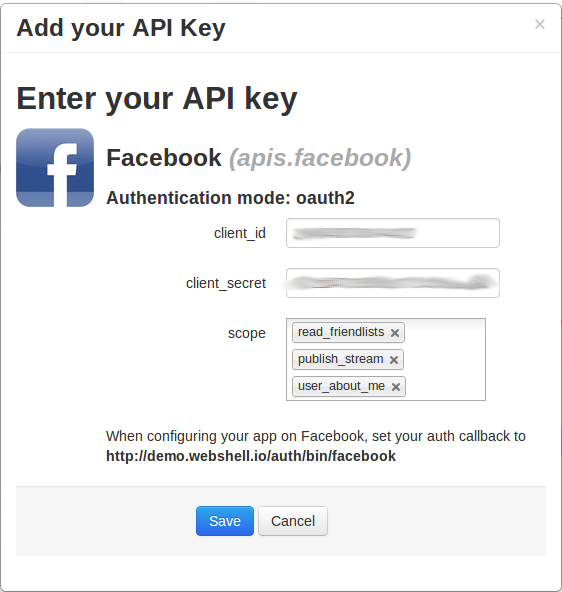 Add your API Key ×
Enter your API key
Facebook (apis.facebook)
Authentication mode: oauth2
client_id
client_secret
scope
read_friendlists ×
publish_stream ×
user_about_me ×
When configuring your app on Facebook, set your auth callback to
http://demo.webshell.io/auth/bin/facebook
Save Cancel